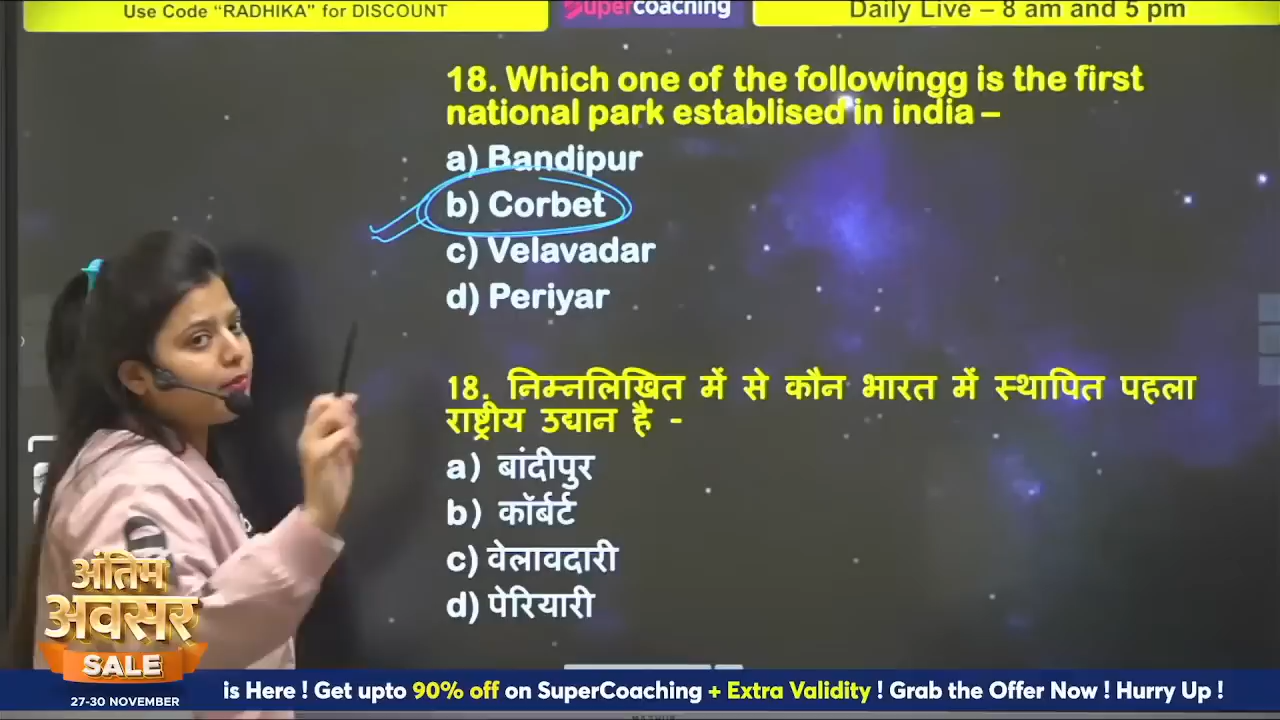 Use Code “RADHIKA” for DISCOUNT
Supercoaching
Daily Live – 8 am and 5 pm
18. Which one of the followingg is the first
national park establised in india –
a) Bandipur
b) Corbet
c) Velavadar
d) Periyar
18. निम्नलिखित में से कौन भारत में स्थापित पहला
राष्ट्रीय उद्यान है -
a) बांदीपुर
b) कॉर्बर्ट
c) वेलावदारी
d) पेरियारी
अंतिम
अवसर
SALE
27-30 NOVEMBER
is Here ! Get upto 90% off on SuperCoaching + Extra Validity ! Grab the Offer Now ! Hurry Up !